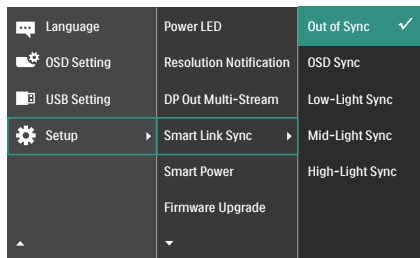 Language
OSD Setting
USB Setting
Setup
Power LED
Resolution Notification
DP Out Multi-Stream
Smart Link Sync
Smart Power
Firmware Upgrade
Out of Sync
OSD Sync
Low-Light Sync
Mid-Light Sync
High-Light Sync